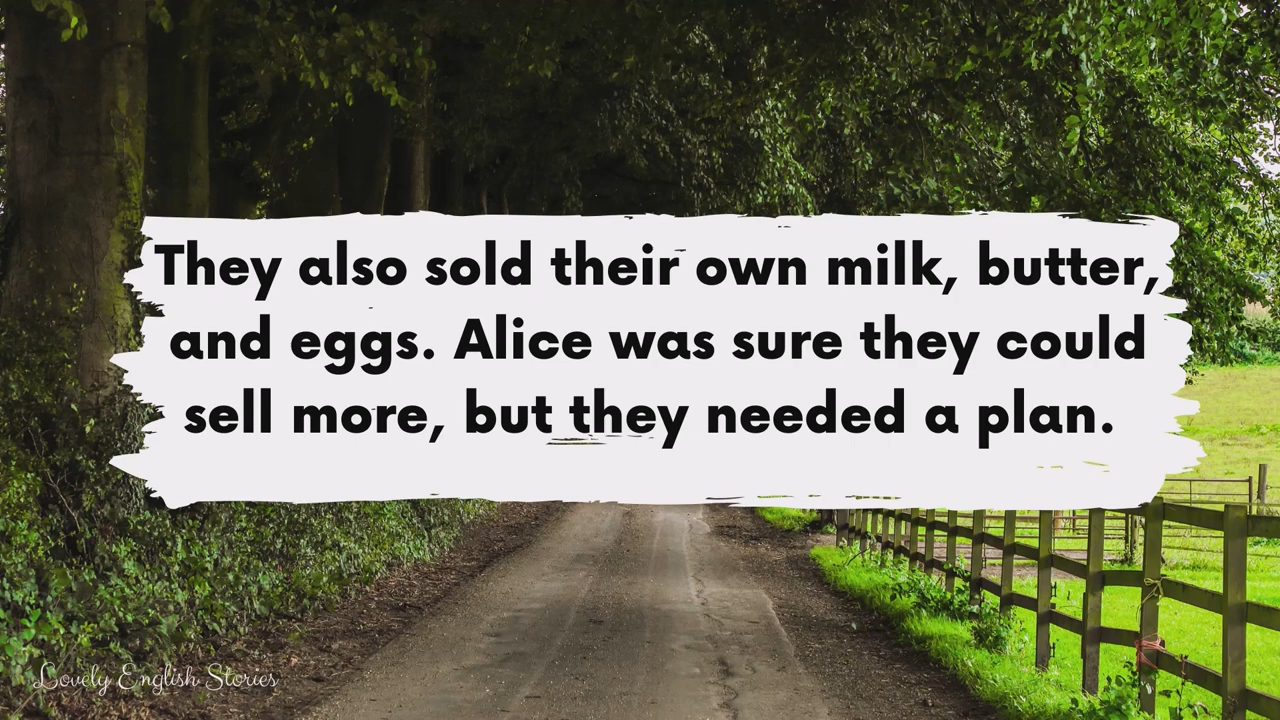 They also sold their own milk, butter,
and eggs. Alice was sure they could
sell more, but they needed a plan.
Lovely English Stories